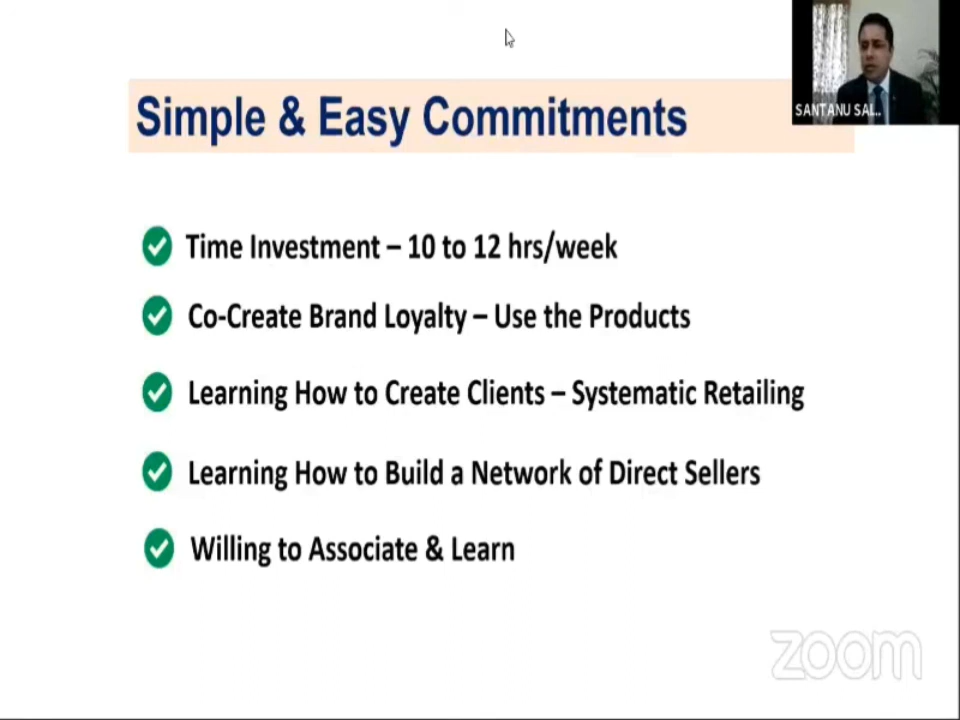 Simple & Easy Commitments
SANTANU SAL...
Time Investment – 10 to 12 hrs/week
Co-Create Brand Loyalty – Use the Products
Learning How to Create Clients – Systematic Retailing
Learning How to Build a Network of Direct Sellers
Willing to Associate & Learn
zoom